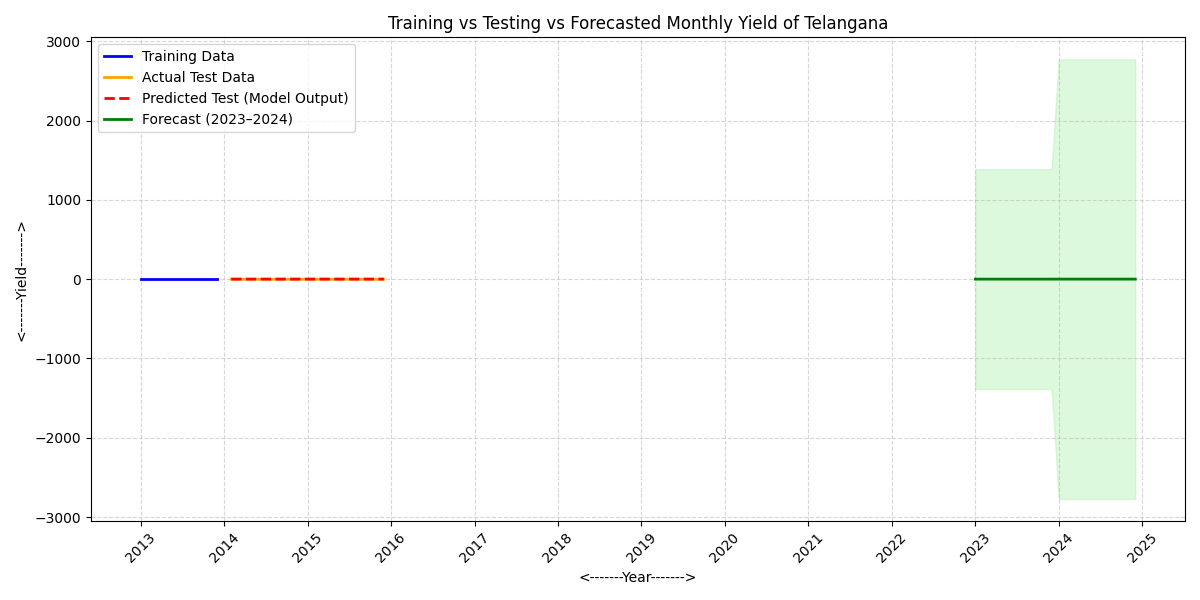 Training vs Testing vs Forecasted Monthly Yield of Telangana
3000
2000
1000
0
−1000
−2000
−3000
<------Yield------->
Training Data
Actual Test Data
Predicted Test (Model Output)
Forecast (2023–2024)
2013
2014
2015
2016
2017
2018
2019
2020
2021
2022
2023
2024
2025
<-------Year------->